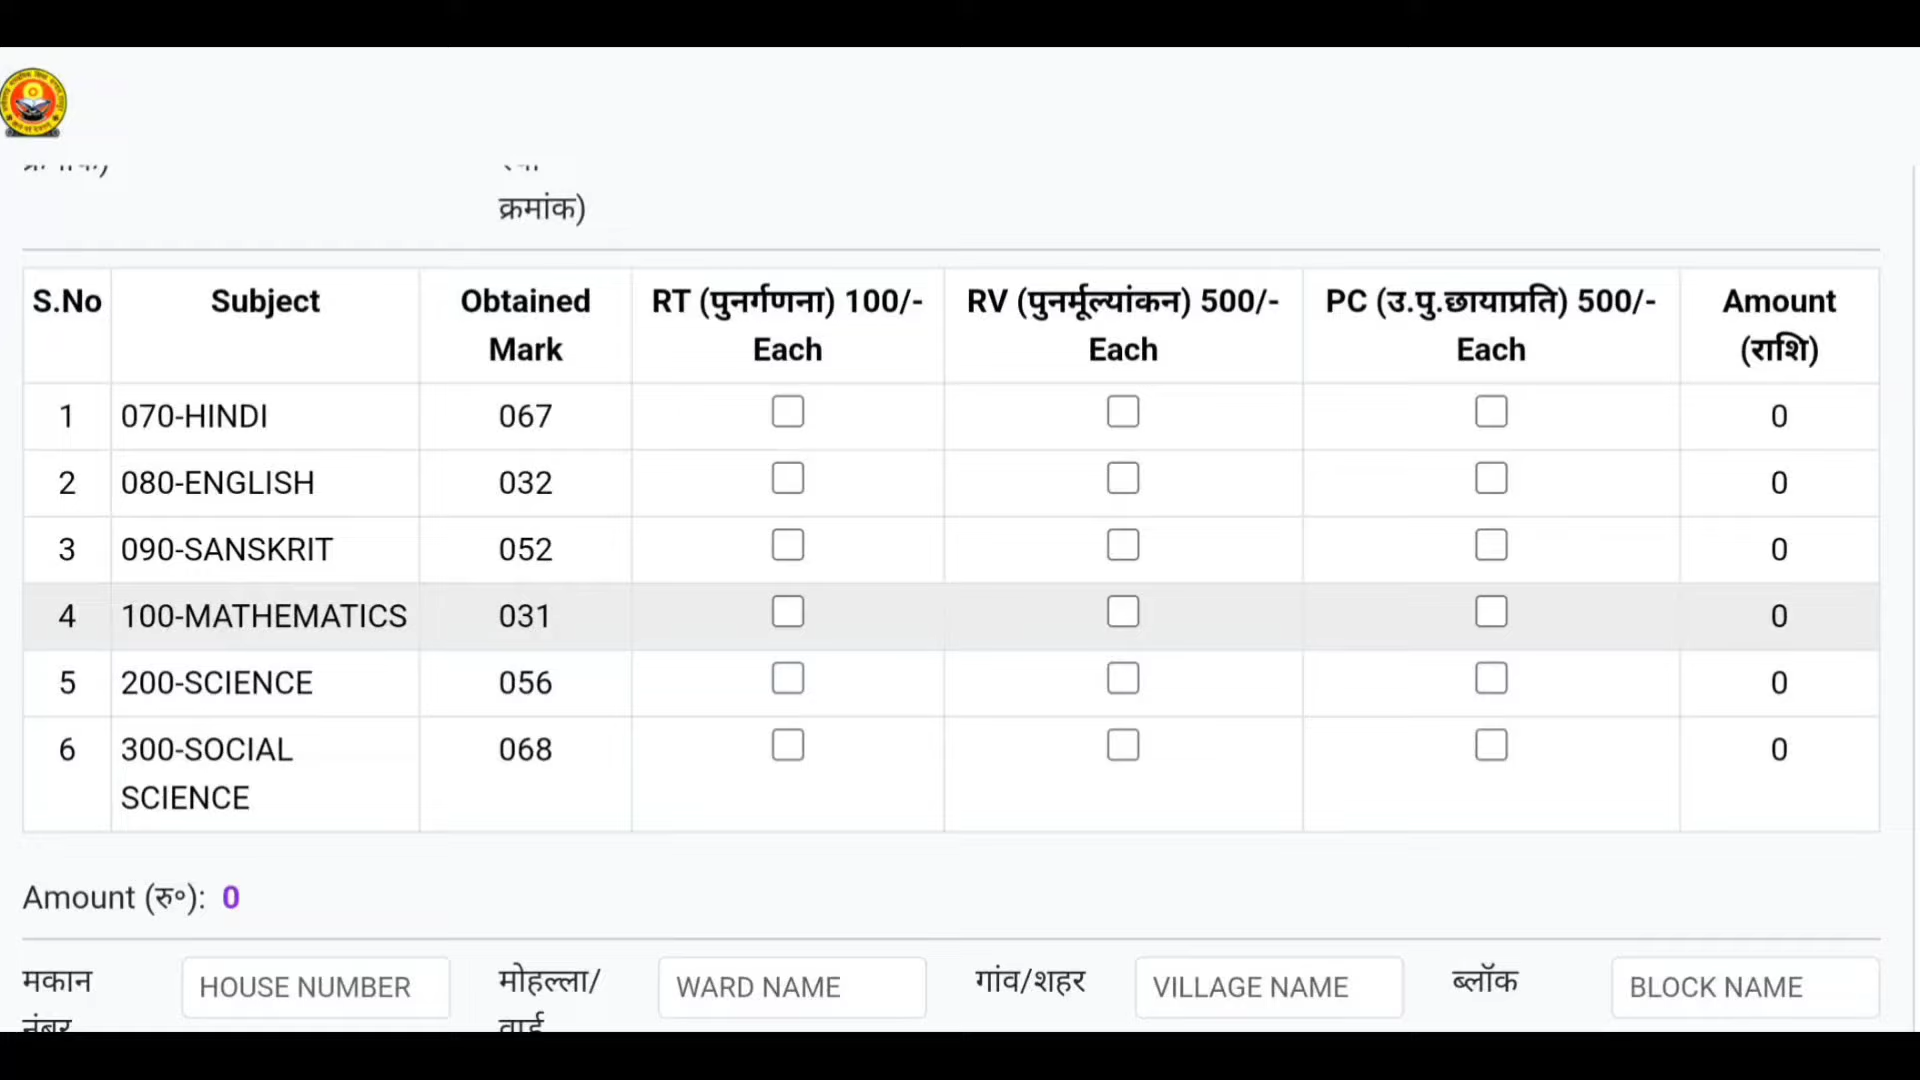 क्रमांक)
S.No Subject Obtained Mark RT (पुनर्गणना) 100/- Each RV (पुनर्मूल्यांकन) 500/- Each PC (उ.पु.छायाप्रति) 500/- Each Amount (राशि)
1 070-HINDI 067 0
2 080-ENGLISH 032 0
3 090-SANSKRIT 052 0
4 100-MATHEMATICS 031 0
5 200-SCIENCE 056 0
6 300-SOCIAL SCIENCE 068 0
Amount (रु०): 0
मकान नंबर HOUSE NUMBER मोहल्ला/ वार्ड WARD NAME गांव/शहर VILLAGE NAME ब्लॉक BLOCK NAME